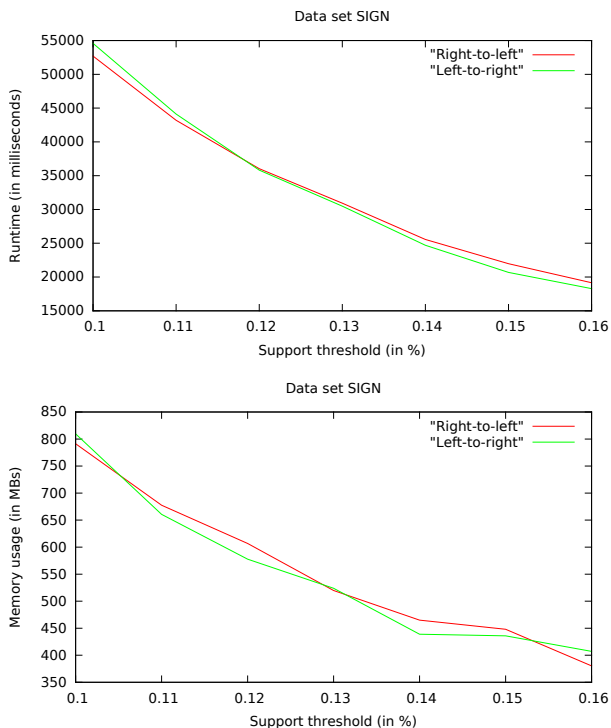 Data set SIGN
55000
50000
45000
40000
35000
30000
25000
20000
15000
Runtime (in milliseconds)
"Right-to-left"
"Left-to-right"
0.1 0.11 0.12 0.13 0.14 0.15 0.16
Support threshold (in %)
Data set SIGN
850
800
750
700
650
600
550
500
450
400
350
Memory usage (in MBs)
"Right-to-left"
"Left-to-right"
0.1 0.11 0.12 0.13 0.14 0.15 0.16
Support threshold (in %)